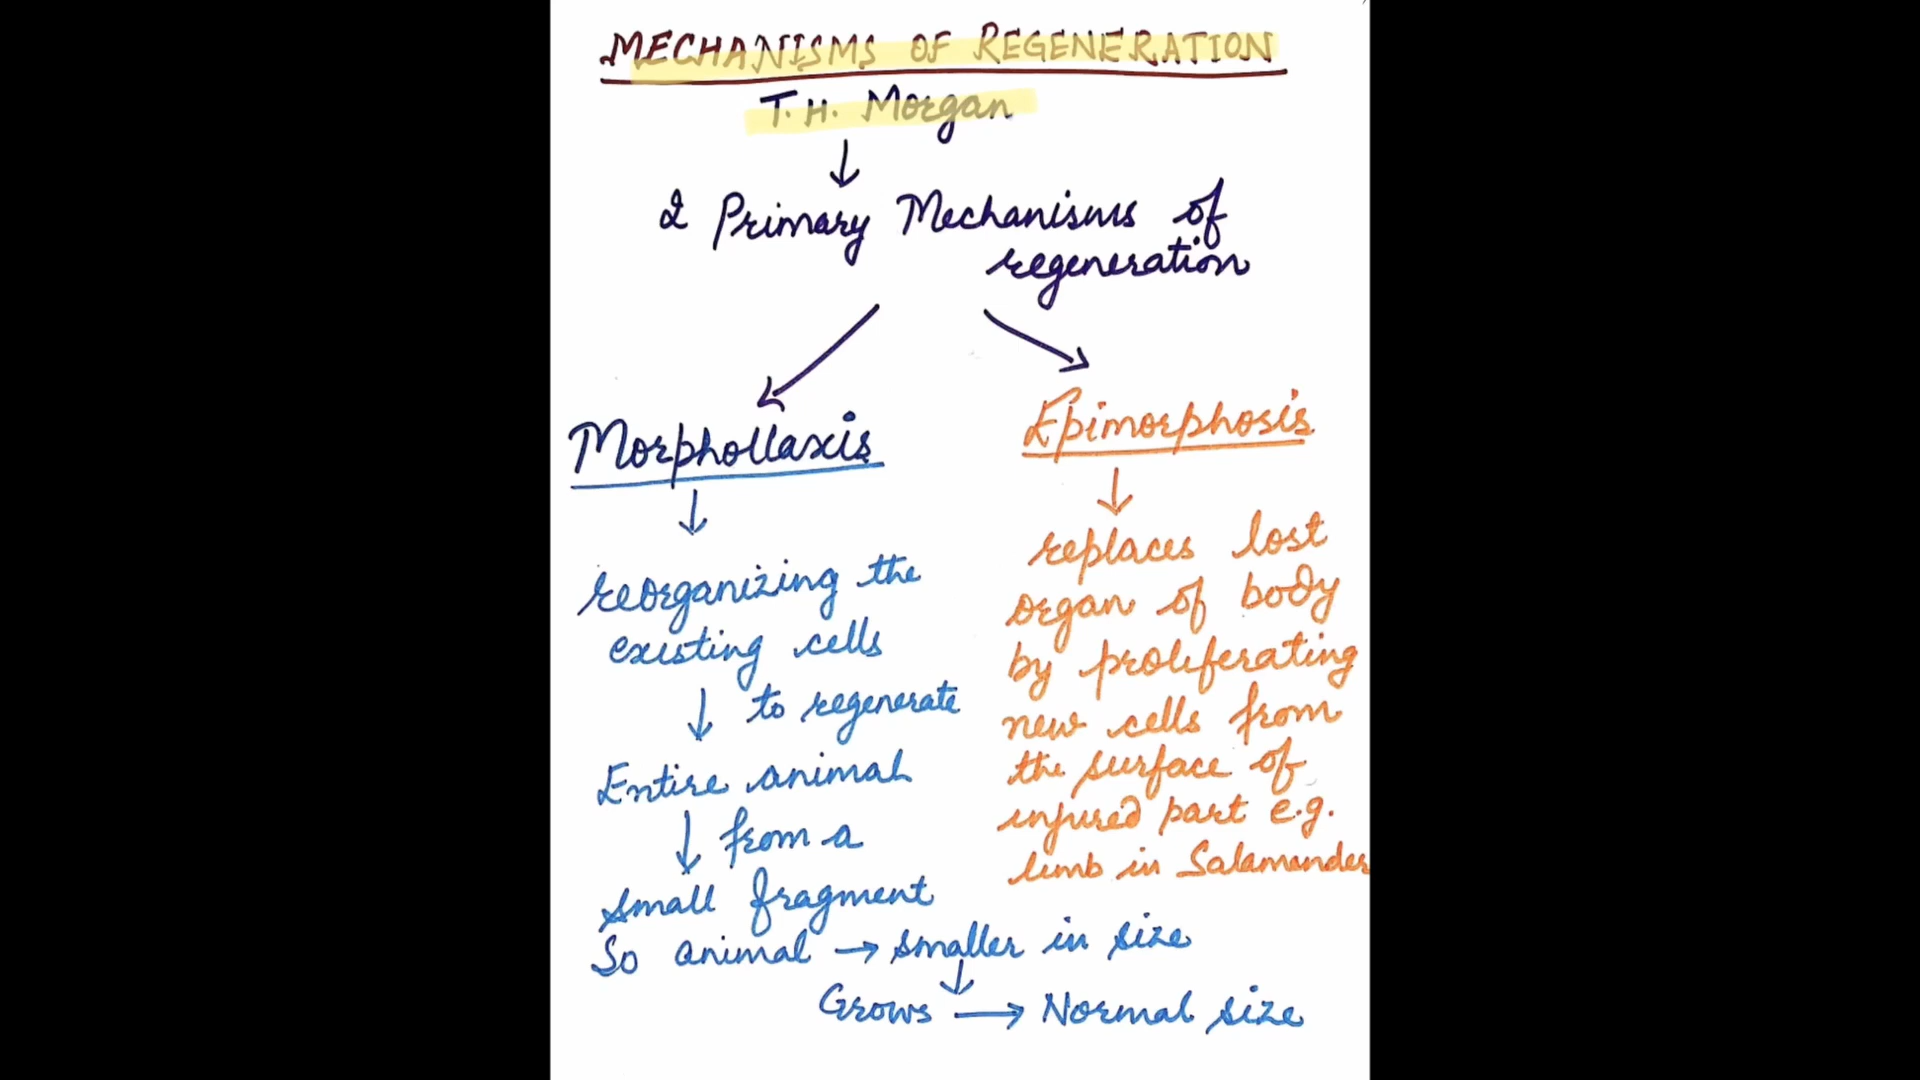 MECHANISMS OF REGENERATION
T.H. Morgan
2 Primary Mechanisms of
regeneration
Morphollaxis
reorganizing the
existing cells
to regenerate
Entire animal
from a
small fragment
So animal → smaller in size
Grows → Normal size
Epimorphosis
replaces lost
organ of body
by proliferating
new cells from
the surface of
injured part e.g.
limb in Salamander